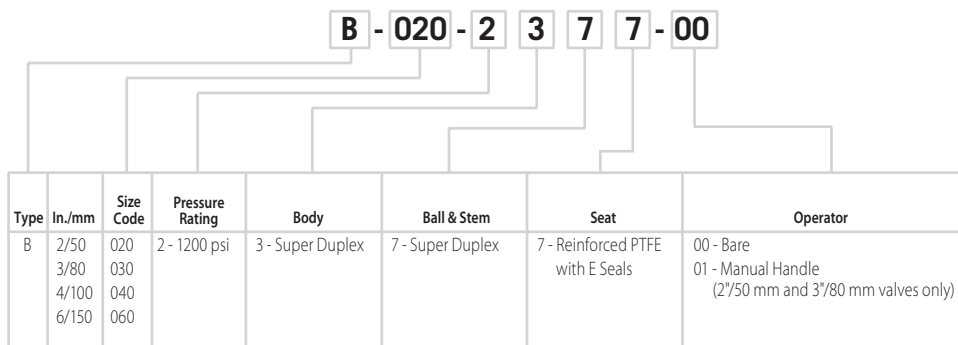 B - 020 - 2 3 7 7 - 00
Type In./mm Size Code Pressure Rating Body Ball & Stem Seat Operator
B 2/50 020 2 - 1200 psi 3 - Super Duplex 7 - Super Duplex 7 - Reinforced PTFE 00 - Bare
3/80 030 with E Seals 01 - Manual Handle
4/100 040 (2"/50 mm and 3"/80 mm valves only)
6/150 060